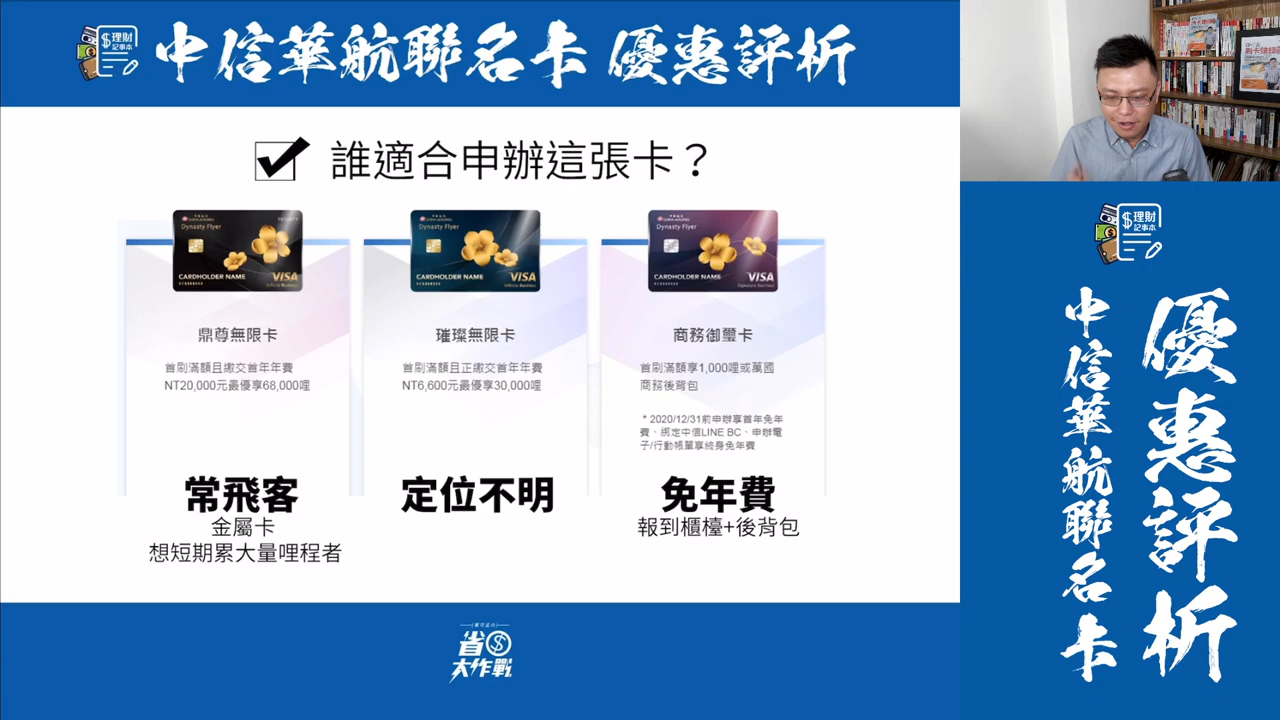 $理財
記事本
中信華航聯名卡 優惠評析
誰適合申辦這張卡？
Dynasty Flyer
CARDHOLDER NAME
VISA
Dynasty Flyer
CARDHOLDER NAME
VISA
Dynasty Flyer
CARDHOLDER NAME
VISA
鼎尊無限卡
首刷滿額且繳交首年年費
NT20,000元最優享68,000哩
璀璨無限卡
首刷滿額且正繳交首年年費
NT6,600元最優享30,000哩
商務御璽卡
首刷滿額享1,000哩或萬國
商務後背包
* 2020/12/31前申辦享首年免年
費、綁定中信LINE BC、申辦電
子/行動帳單享終身免年費
常飛客
金屬卡
想短期累大量哩程者
定位不明
免年費
報到櫃檯+後背包
省$
大作戰
$理財
記事本
優惠評析
中信華航聯名卡